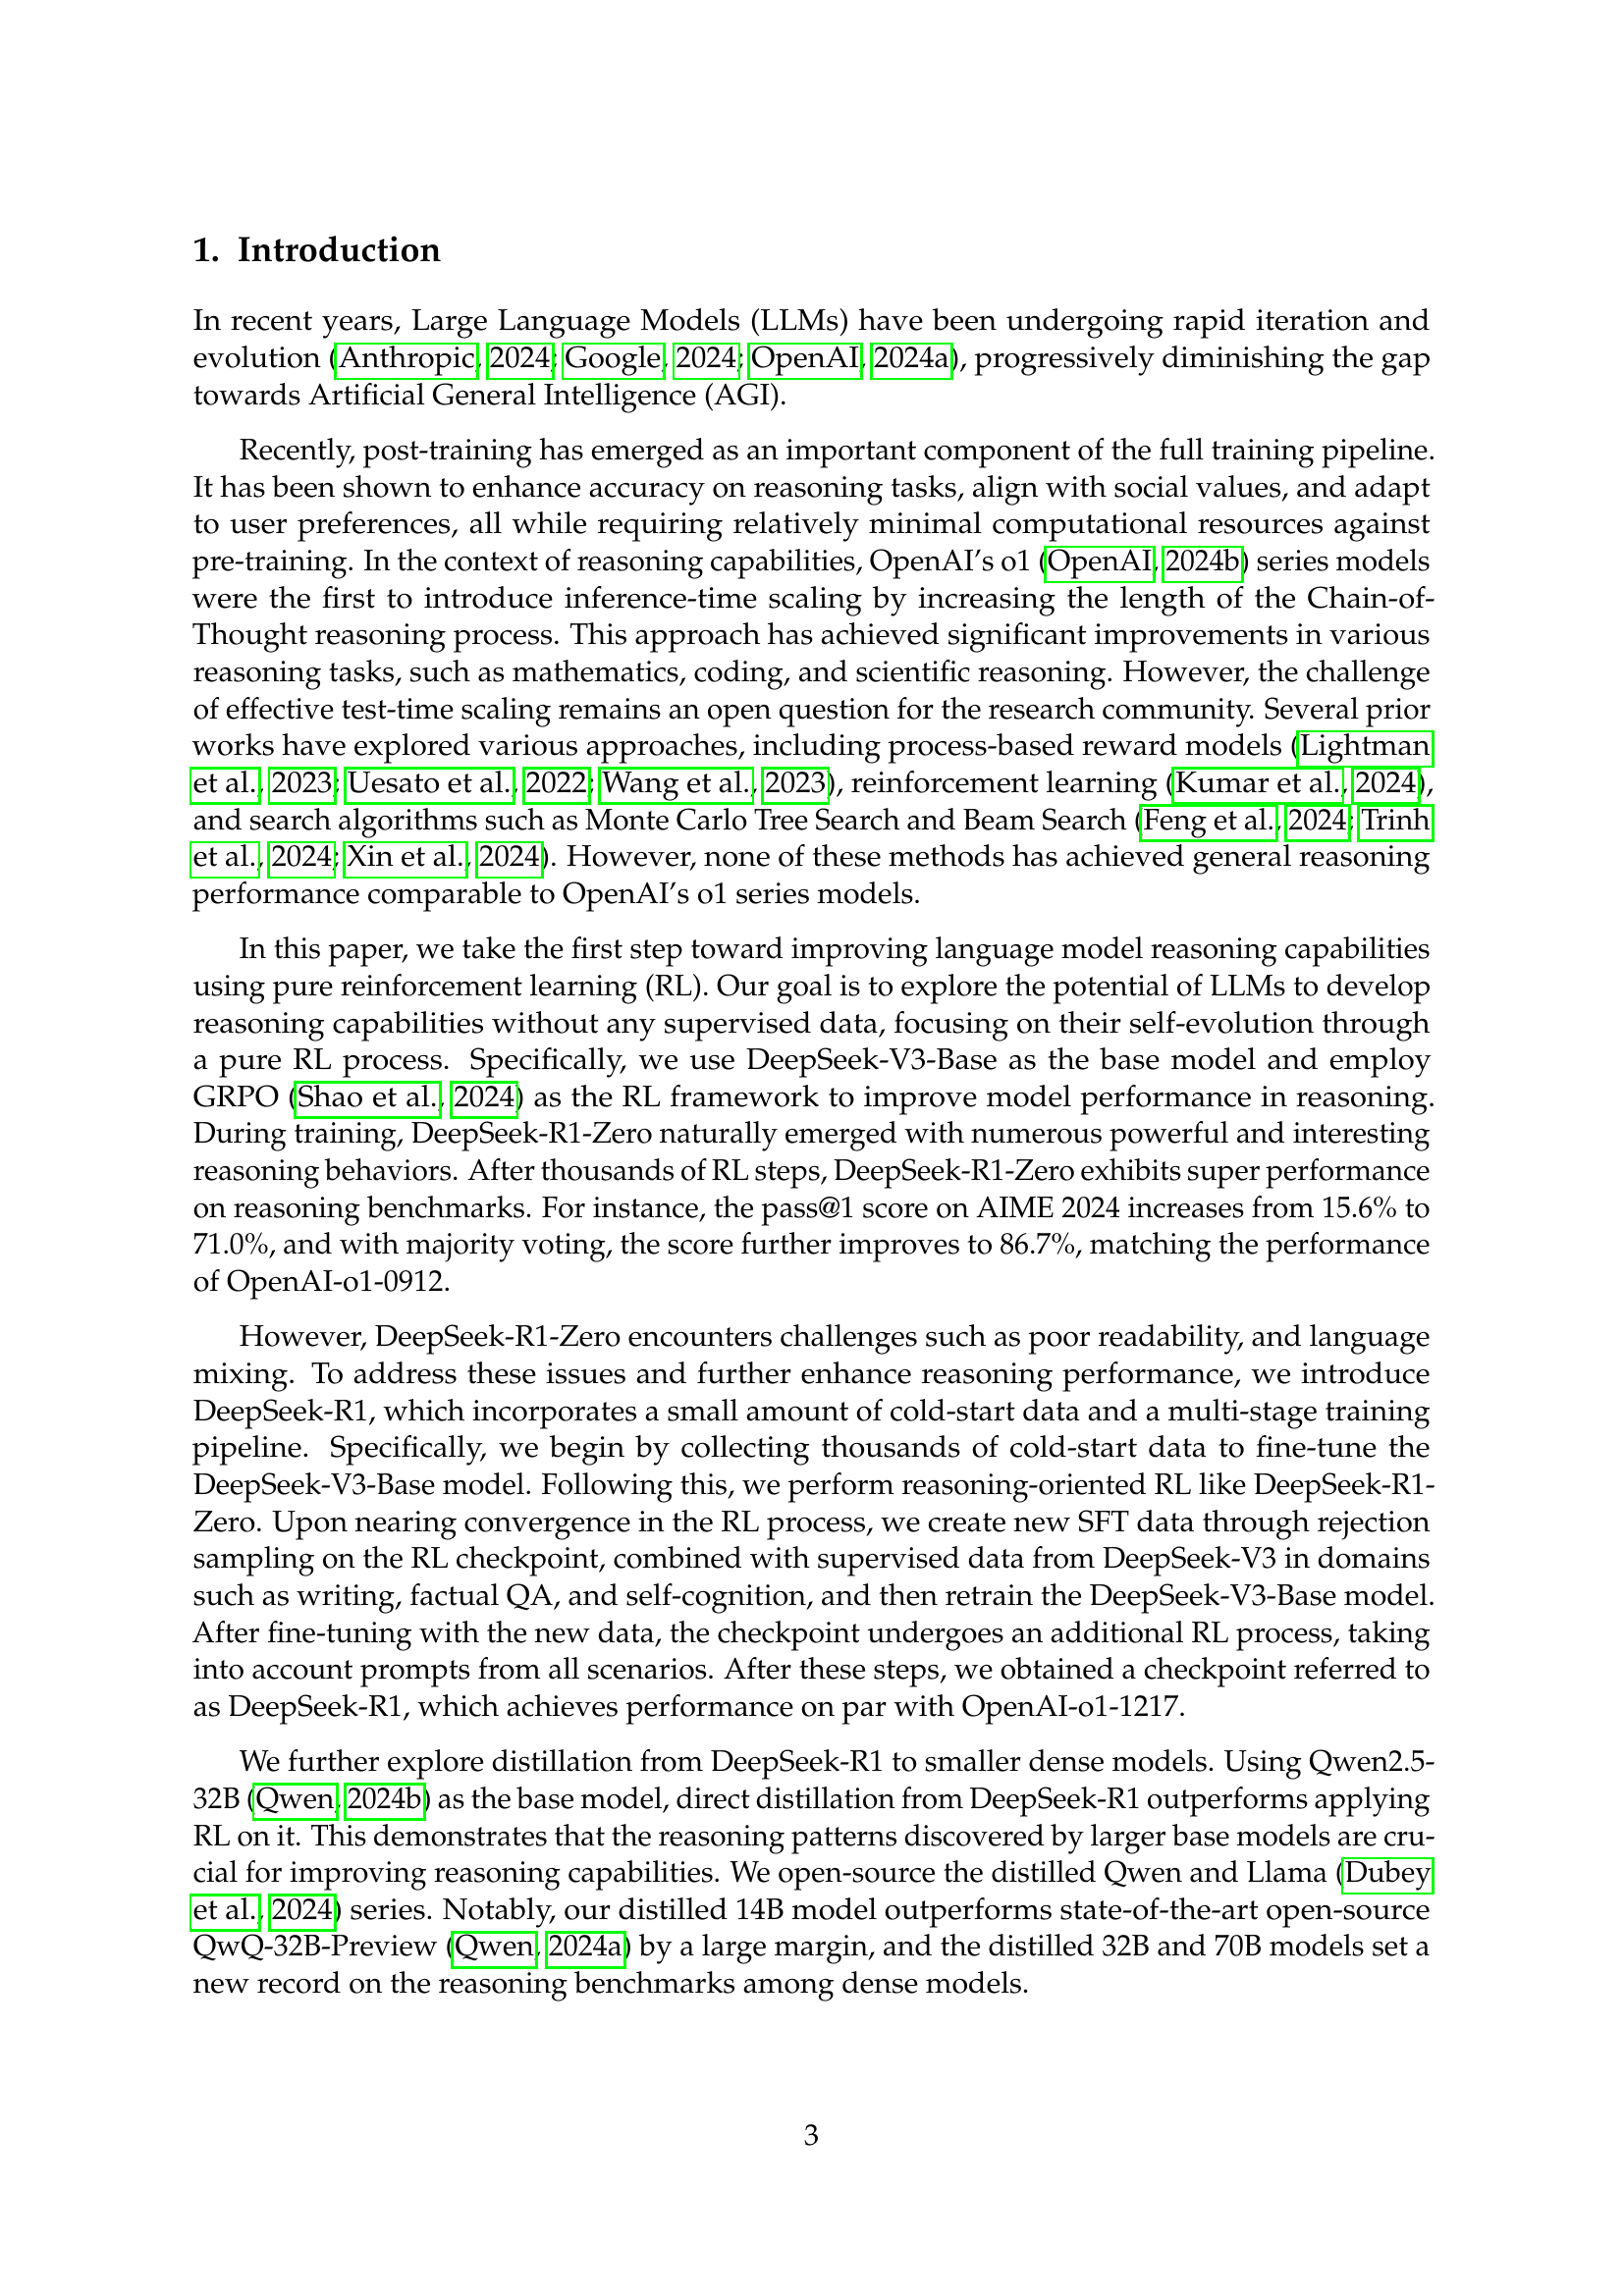 1. Introduction
In recent years, Large Language Models (LLMs) have been undergoing rapid iteration and
evolution (Anthropic, 2024; Google, 2024; OpenAI, 2024a), progressively diminishing the gap
towards Artificial General Intelligence (AGI).
Recently, post-training has emerged as an important component of the full training pipeline.
It has been shown to enhance accuracy on reasoning tasks, align with social values, and adapt
to user preferences, all while requiring relatively minimal computational resources against
pre-training. In the context of reasoning capabilities, OpenAI's o1 (OpenAI, 2024b) series models
were the first to introduce inference-time scaling by increasing the length of the Chain-of-
Thought reasoning process. This approach has achieved significant improvements in various
reasoning tasks, such as mathematics, coding, and scientific reasoning. However, the challenge
of effective test-time scaling remains an open question for the research community. Several prior
works have explored various approaches, including process-based reward models (Lightman
et al., 2023; Uesato et al., 2022; Wang et al., 2023), reinforcement learning (Kumar et al., 2024),
and search algorithms such as Monte Carlo Tree Search and Beam Search (Feng et al., 2024; Trinh
et al., 2024; Xin et al., 2024). However, none of these methods has achieved general reasoning
performance comparable to OpenAI's o1 series models.
In this paper, we take the first step toward improving language model reasoning capabilities
using pure reinforcement learning (RL). Our goal is to explore the potential of LLMs to develop
reasoning capabilities without any supervised data, focusing on their self-evolution through
a pure RL process. Specifically, we use DeepSeek-V3-Base as the base model and employ
GRPO (Shao et al., 2024) as the RL framework to improve model performance in reasoning.
During training, DeepSeek-R1-Zero naturally emerged with numerous powerful and interesting
reasoning behaviors. After thousands of RL steps, DeepSeek-R1-Zero exhibits super performance
on reasoning benchmarks. For instance, the pass@1 score on AIME 2024 increases from 15.6% to
71.0%, and with majority voting, the score further improves to 86.7%, matching the performance
of OpenAI-o1-0912.
However, DeepSeek-R1-Zero encounters challenges such as poor readability, and language
mixing. To address these issues and further enhance reasoning performance, we introduce
DeepSeek-R1, which incorporates a small amount of cold-start data and a multi-stage training
pipeline. Specifically, we begin by collecting thousands of cold-start data to fine-tune the
DeepSeek-V3-Base model. Following this, we perform reasoning-oriented RL like DeepSeek-R1-
Zero. Upon nearing convergence in the RL process, we create new SFT data through rejection
sampling on the RL checkpoint, combined with supervised data from DeepSeek-V3 in domains
such as writing, factual QA, and self-cognition, and then retrain the DeepSeek-V3-Base model.
After fine-tuning with the new data, the checkpoint undergoes an additional RL process, taking
into account prompts from all scenarios. After these steps, we obtained a checkpoint referred to
as DeepSeek-R1, which achieves performance on par with OpenAI-o1-1217.
We further explore distillation from DeepSeek-R1 to smaller dense models. Using Qwen2.5-
32B (Qwen, 2024b) as the base model, direct distillation from DeepSeek-R1 outperforms applying
RL on it. This demonstrates that the reasoning patterns discovered by larger base models are cru-
cial for improving reasoning capabilities. We open-source the distilled Qwen and Llama (Dubey
et al., 2024) series. Notably, our distilled 14B model outperforms state-of-the-art open-source
QwQ-32B-Preview (Qwen, 2024a) by a large margin, and the distilled 32B and 70B models set a
new record on the reasoning benchmarks among dense models.
3